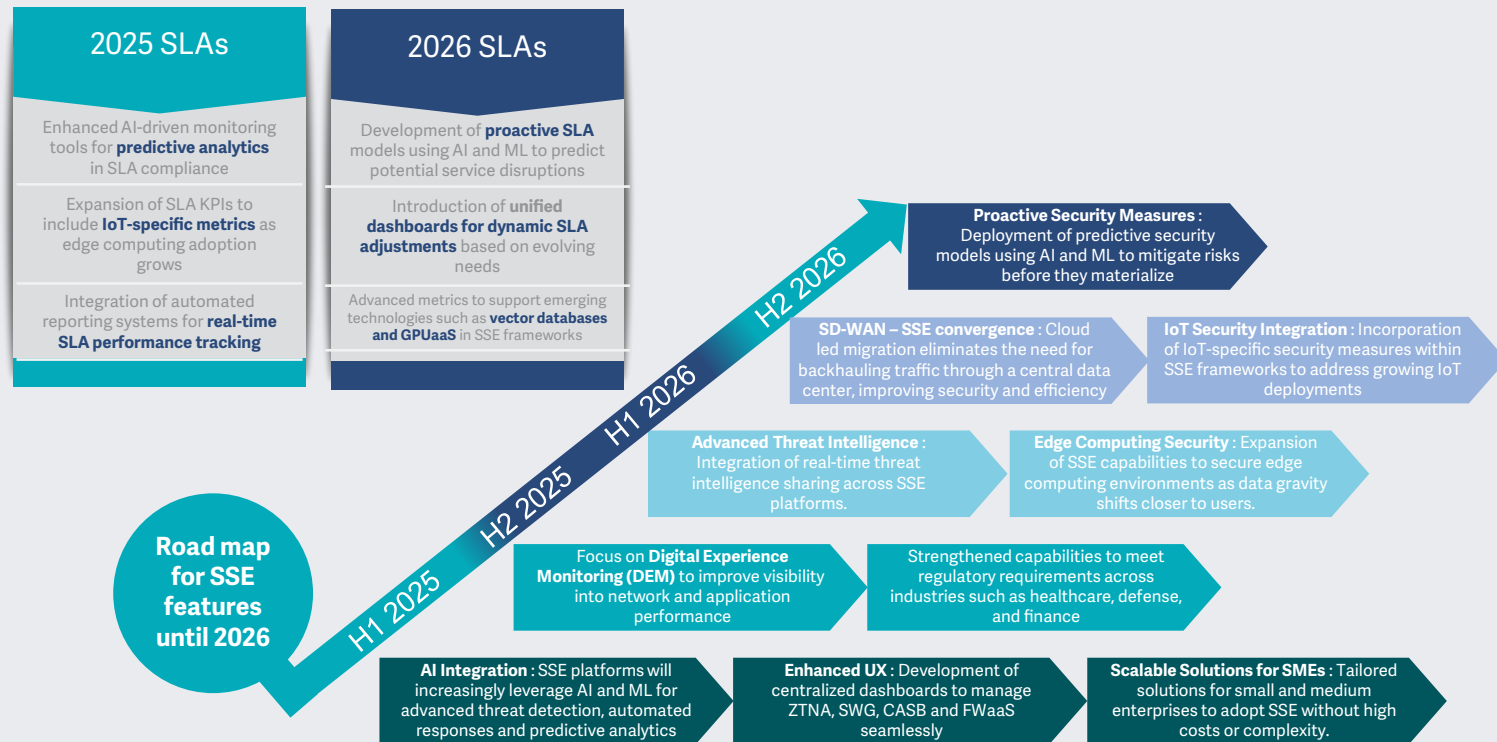 2025 SLAs
Enhanced AI-driven monitoring
tools for predictive analytics
in SLA compliance
Expansion of SLA KPIs to
include IoT-specific metrics as
edge computing adoption
grows
Integration of automated
reporting systems for real-time
SLA performance tracking
2026 SLAs
Development of proactive SLA
models using AI and ML to predict
potential service disruptions
Introduction of unified
dashboards for dynamic SLA
adjustments based on evolving
needs
Advanced metrics to support emerging
technologies such as vector databases
and GPUaaS in SSE frameworks
Road map
for SSE
features
until 2026
H2 2026
Proactive Security Measures :
Deployment of predictive security
models using AI and ML to mitigate risks
before they materialize
SD-WAN – SSE convergence : Cloud
led migration eliminates the need for
backhauling traffic through a central data
center, improving security and efficiency
IoT Security Integration : Incorporation
of IoT-specific security measures within
SSE frameworks to address growing IoT
deployments
H1 2026
Advanced Threat Intelligence :
Integration of real-time threat
intelligence sharing across SSE
platforms.
Edge Computing Security : Expansion
of SSE capabilities to secure edge
computing environments as data gravity
shifts closer to users.
H2 2025
Focus on Digital Experience
Monitoring (DEM) to improve visibility
into network and application
performance
Strengthened capabilities to meet
regulatory requirements across
industries such as healthcare, defense,
and finance
H1 2025
AI Integration : SSE platforms will
increasingly leverage AI and ML for
advanced threat detection, automated
responses and predictive analytics
Enhanced UX : Development of
centralized dashboards to manage
ZTNA, SWG, CASB and FWaaS
seamlessly
Scalable Solutions for SMEs : Tailored
solutions for small and medium
enterprises to adopt SSE without high
costs or complexity.